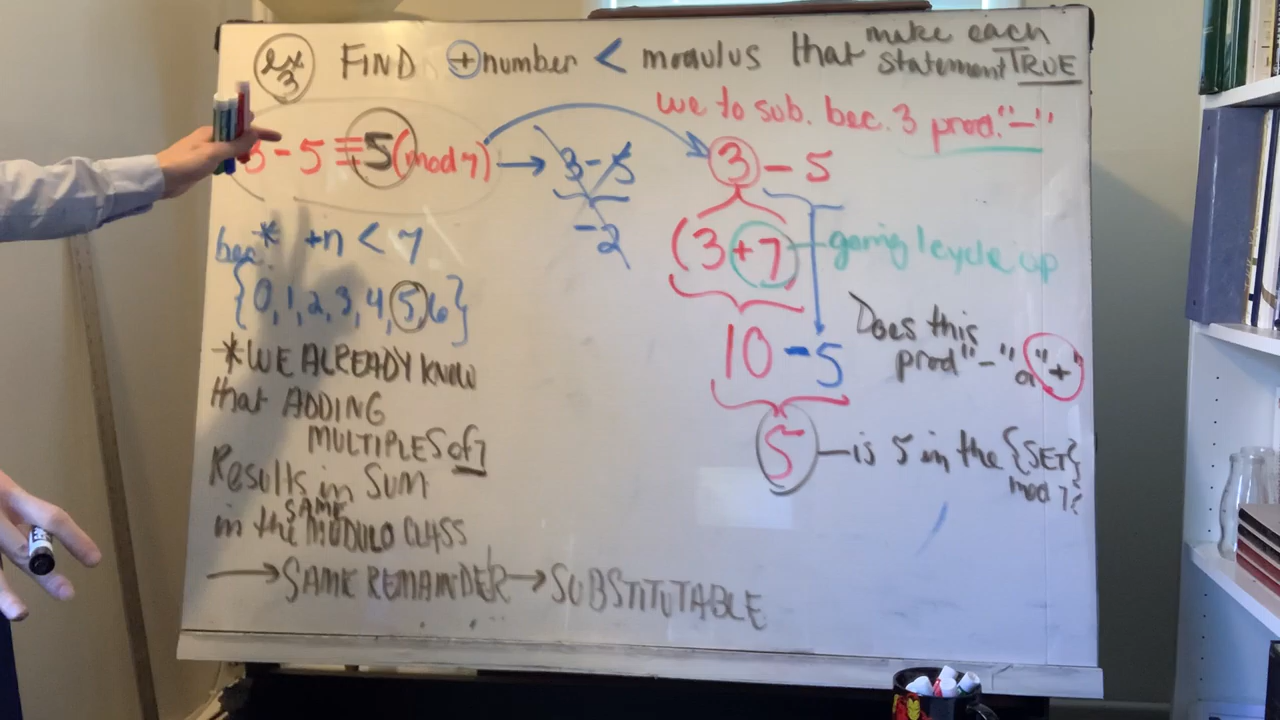 ex 3 FIND + number < modulus that make each statement TRUE
we to sub. bec. 3 prod. "-"
3 - 5 ≡ 5 (mod 7) → 3 - 5
-2
3 - 5
bec. * +n < 7
{0, 1, 2, 3, 4, 5, 6}
(3 + 7) going 1 cycle up
10 - 5
Does this
prod "-" or "+"
5 — is 5 in the {SET}
mod 7?
* WE ALREADY KNOW
that ADDING
MULTIPLES of 7
Results in SUM
in the SAME MODULO CLASS
→ SAME REMAINDER → SUBSTITUTABLE